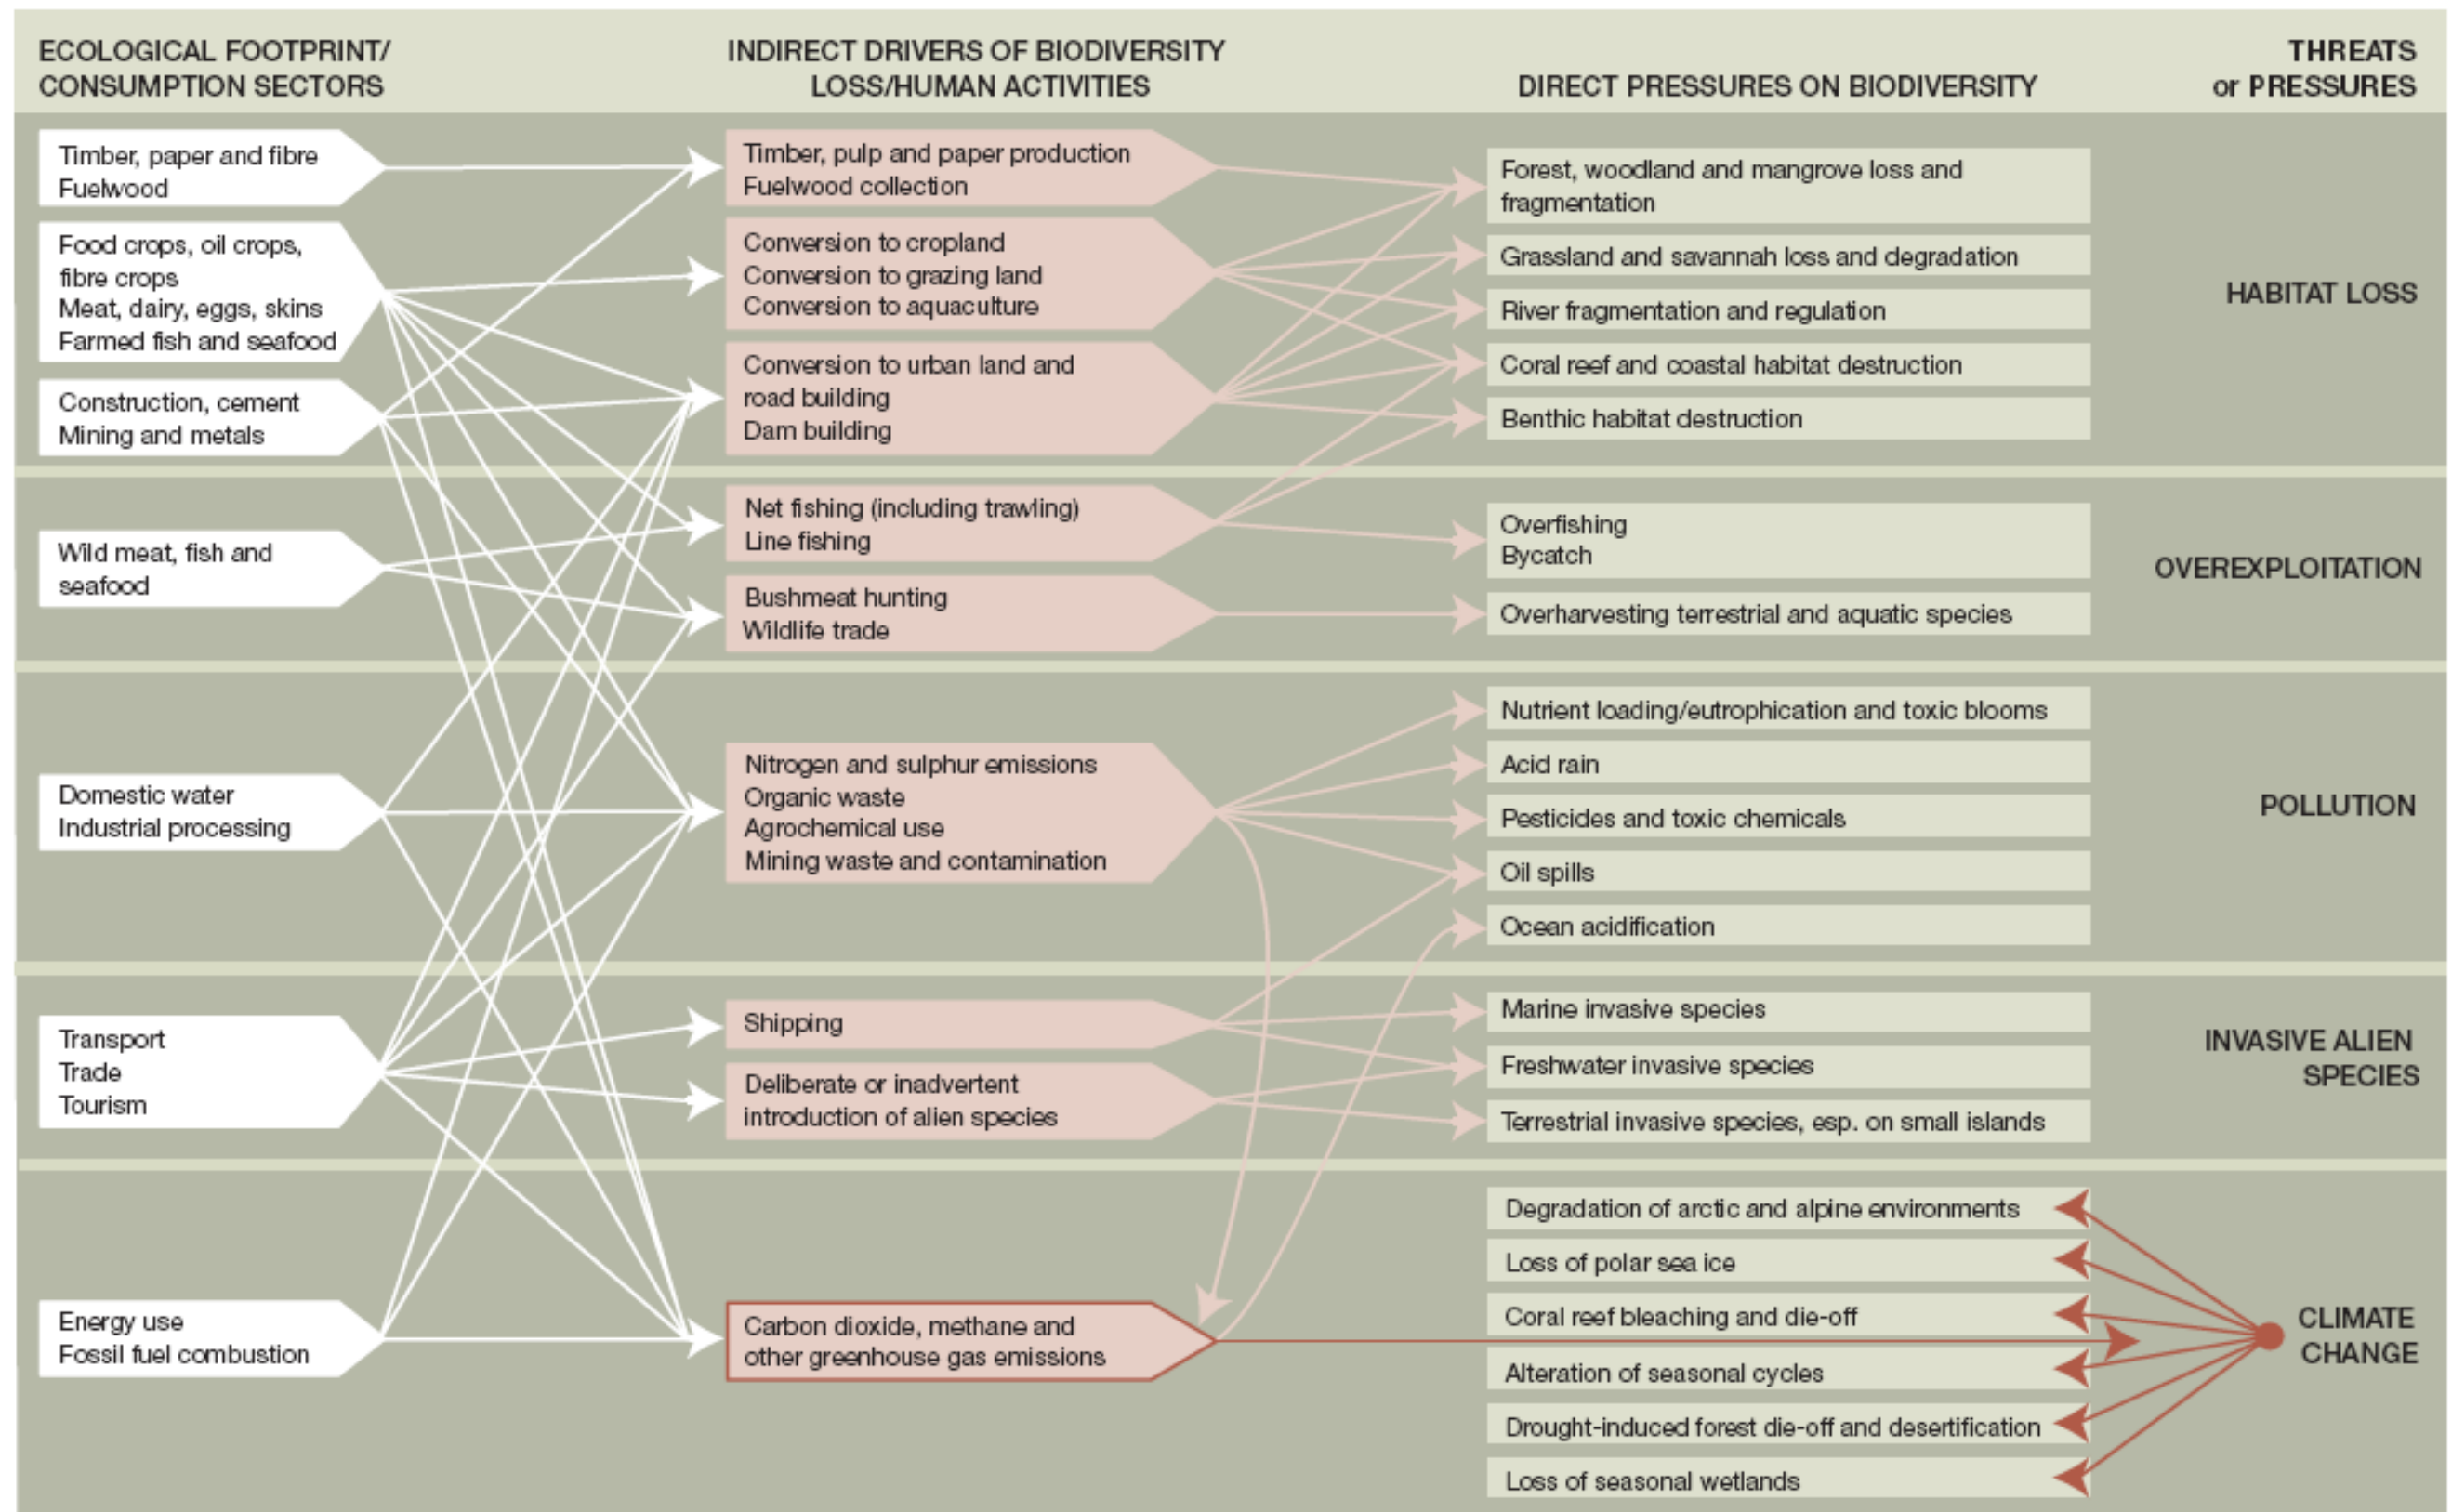 ECOLOGICAL FOOTPRINT/
CONSUMPTION SECTORS
INDIRECT DRIVERS OF BIODIVERSITY
LOSS/HUMAN ACTIVITIES
DIRECT PRESSURES ON BIODIVERSITY
THREATS
or PRESSURES
Timber, paper and fibre
Fuelwood
Food crops, oil crops,
fibre crops
Meat, dairy, eggs, skins
Farmed fish and seafood
Construction, cement
Mining and metals
Timber, pulp and paper production
Fuelwood collection
Conversion to cropland
Conversion to grazing land
Conversion to aquaculture
Conversion to urban land and
road building
Dam building
Forest, woodland and mangrove loss and
fragmentation
Grassland and savannah loss and degradation
River fragmentation and regulation
Coral reef and coastal habitat destruction
Benthic habitat destruction
HABITAT LOSS
Wild meat, fish and
seafood
Net fishing (including trawling)
Line fishing
Bushmeat hunting
Wildlife trade
Overfishing
Bycatch
Overharvesting terrestrial and aquatic species
OVEREXPLOITATION
Domestic water
Industrial processing
Nitrogen and sulphur emissions
Organic waste
Agrochemical use
Mining waste and contamination
Nutrient loading/eutrophication and toxic blooms
Acid rain
Pesticides and toxic chemicals
Oil spills
Ocean acidification
POLLUTION
Transport
Trade
Tourism
Shipping
Deliberate or inadvertent
introduction of alien species
Marine invasive species
Freshwater invasive species
Terrestrial invasive species, esp. on small islands
INVASIVE ALIEN
SPECIES
Energy use
Fossil fuel combustion
Carbon dioxide, methane and
other greenhouse gas emissions
Degradation of arctic and alpine environments
Loss of polar sea ice
Coral reef bleaching and die-off
Alteration of seasonal cycles
Drought-induced forest die-off and desertification
Loss of seasonal wetlands
CLIMATE
CHANGE